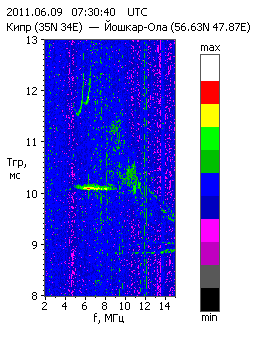 2011.06.09 07:30:40 UTC
Кипр (35N 34E) — Йошкар-Ола (56.63N 47.87E)
13
12
11
Tгр,
мс
10
9
8
2 4 6 8 10 12 14
f, МГц
max
min